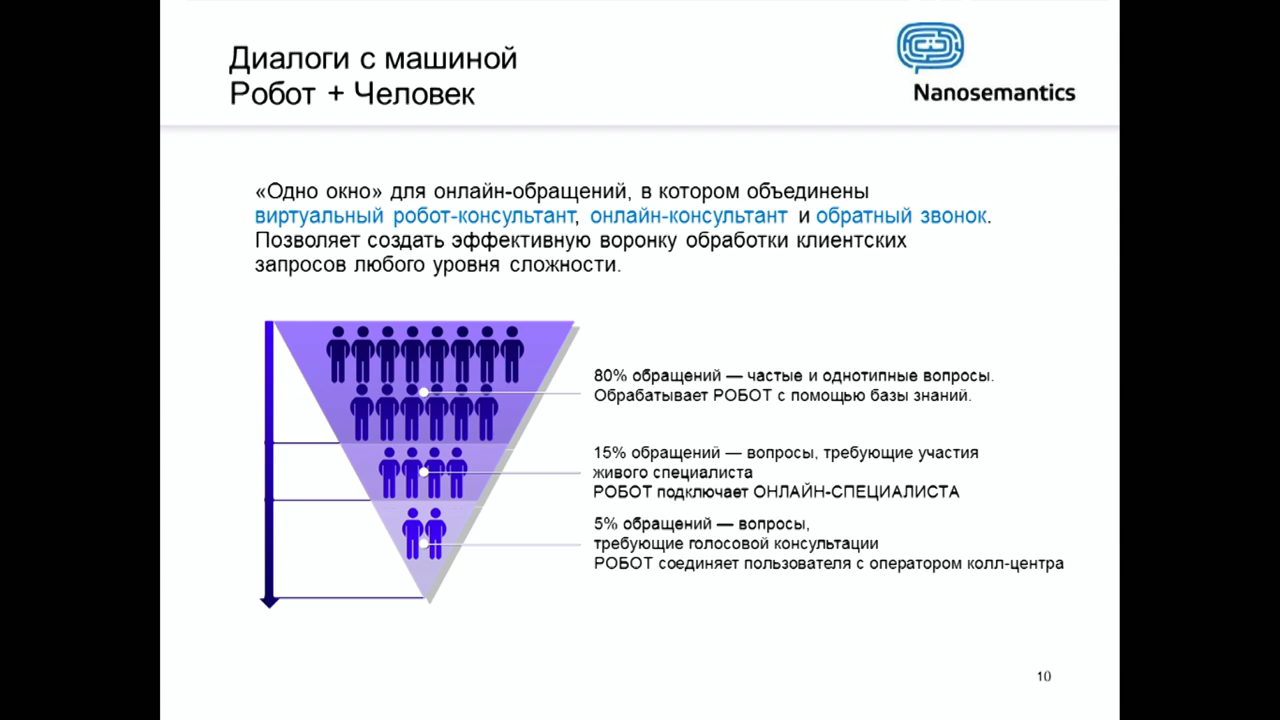 Диалоги с машиной
Робот + Человек
Nanosemantics
«Одно окно» для онлайн-обращений, в котором объединены
виртуальный робот-консультант, онлайн-консультант и обратный звонок.
Позволяет создать эффективную воронку обработки клиентских
запросов любого уровня сложности.
80% обращений — частые и однотипные вопросы.
Обрабатывает РОБОТ с помощью базы знаний.
15% обращений — вопросы, требующие участия
живого специалиста
РОБОТ подключает ОНЛАЙН-СПЕЦИАЛИСТА
5% обращений — вопросы,
требующие голосовой консультации
РОБОТ соединяет пользователя с оператором колл-центра
10